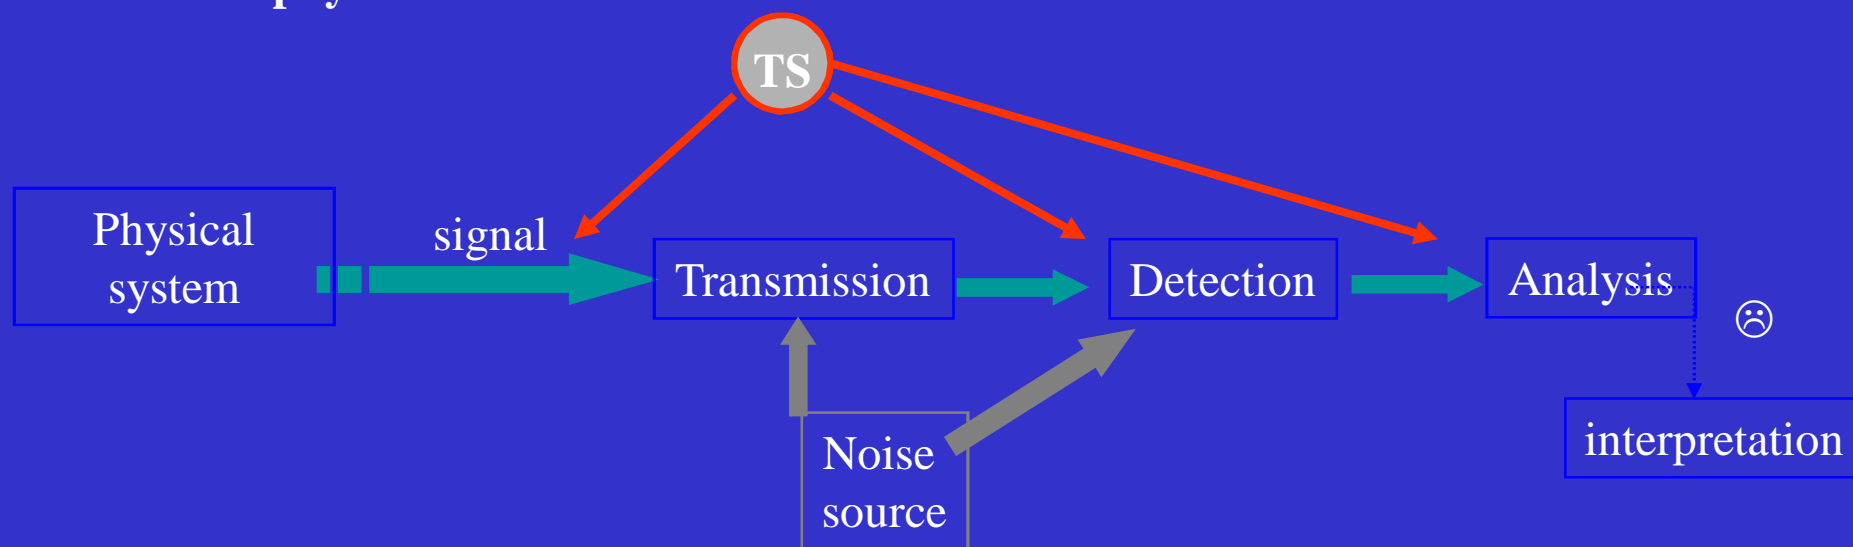 TS
Physical
system
signal
Transmission
Detection
Analysis
interpretation
Noise
source